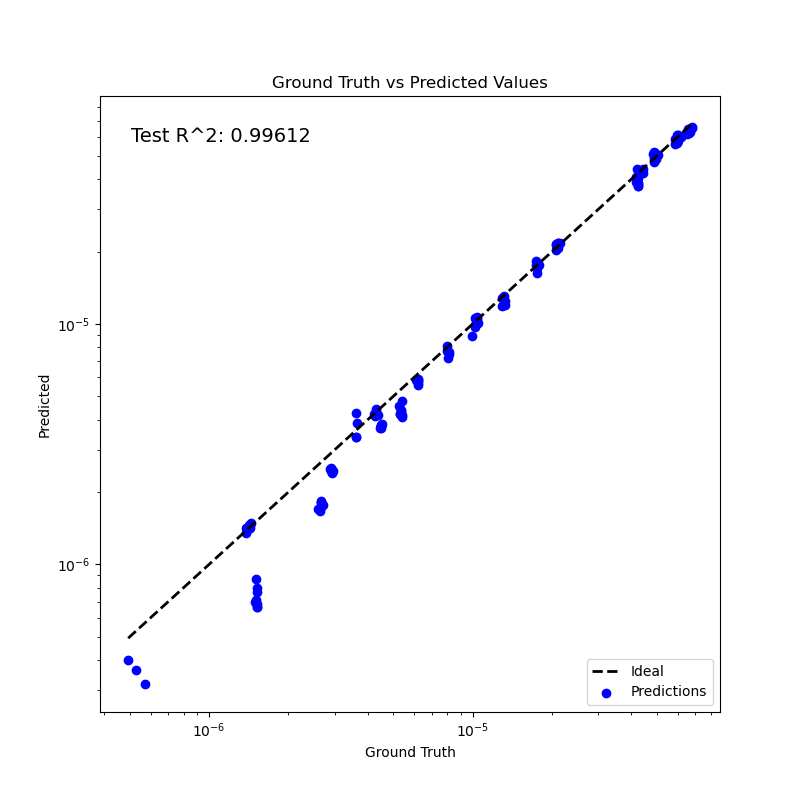 Ground Truth vs Predicted Values
Test R^2: 0.99612
10⁻⁵
10⁻⁶
Predicted
10⁻⁶
10⁻⁵
Ground Truth
Ideal
Predictions